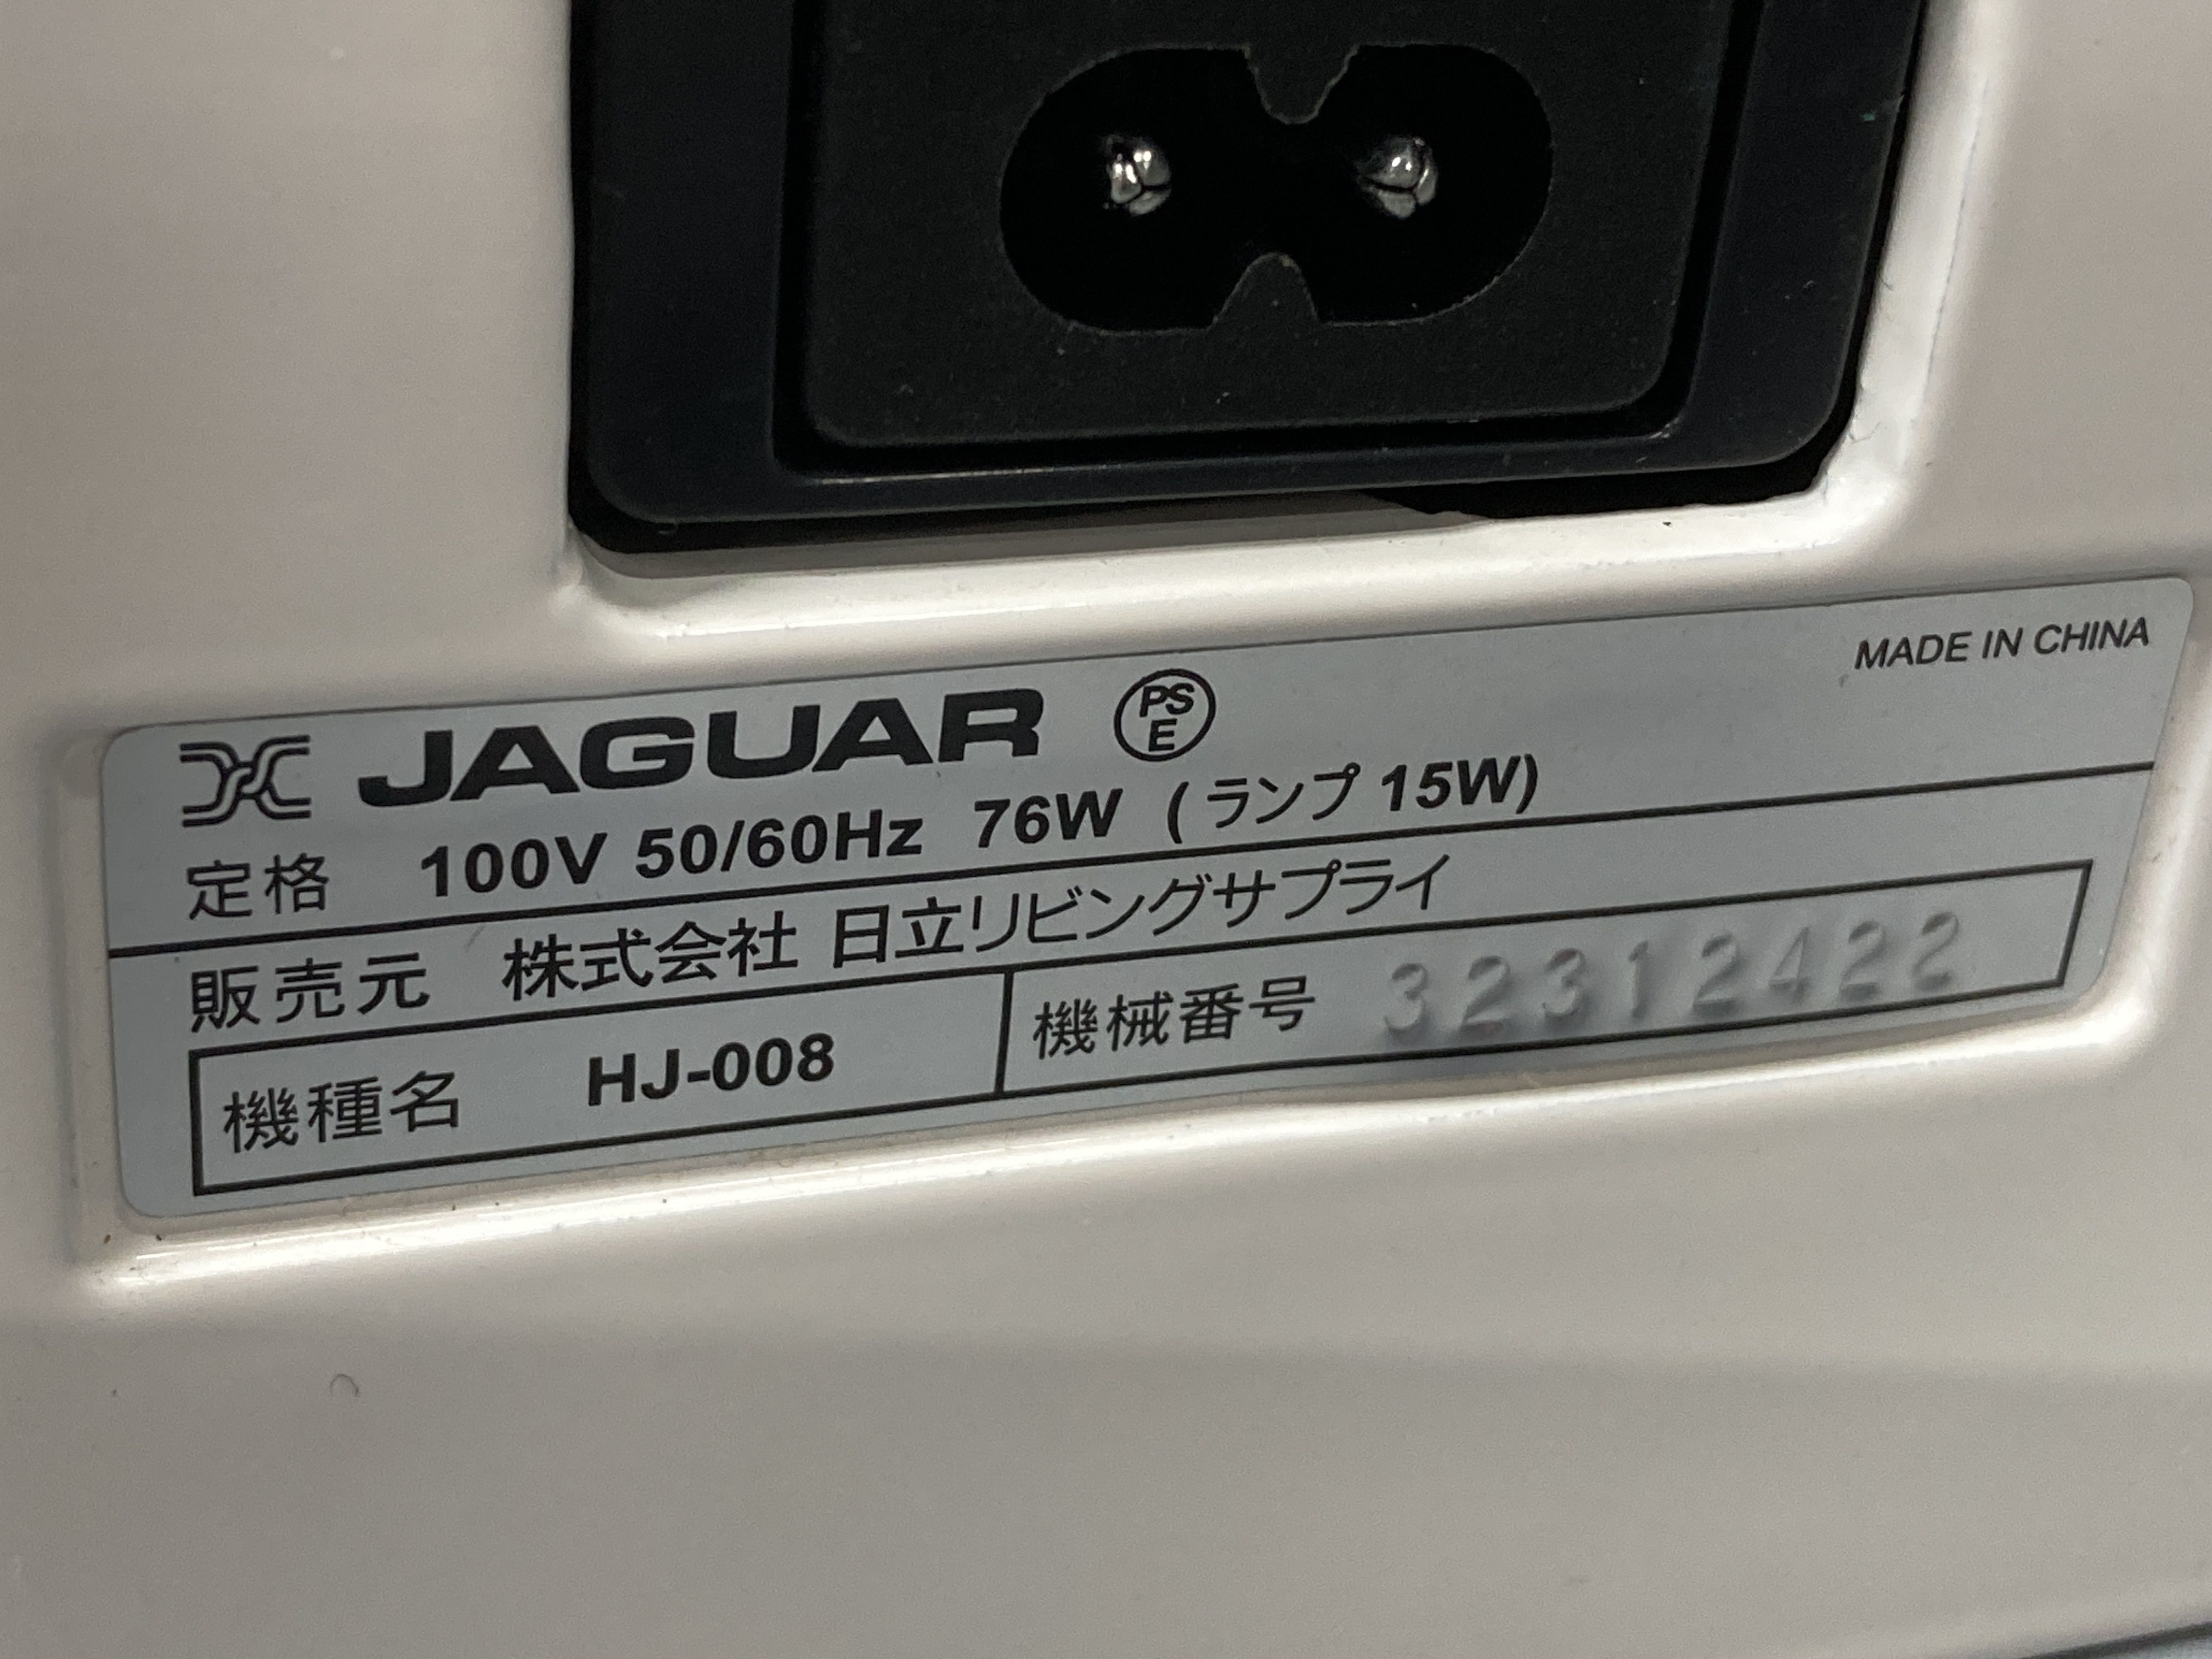 JAGUAR PSE MADE IN CHINA
定格 100V 50/60Hz 76W (ランプ 15W)
販売元 株式会社 日立リビングサプライ
機種名 HJ-008 機械番号 32312422